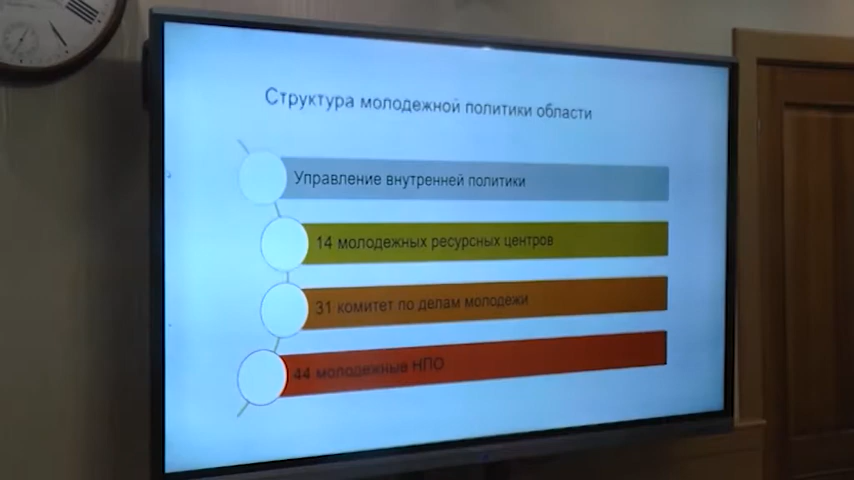 Структура молодежной политики области
Управление внутренней политики
14 молодежных ресурсных центров
31 комитет по делам молодежи
44 молодежные НПО